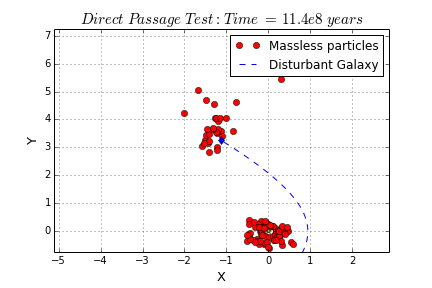 Direct Passage Test: Time = 11.4e8 years
Massless particles
Disturbant Galaxy
7
6
5
4
3
2
1
0
Y
-5 -4 -3 -2 -1 0 1 2
X